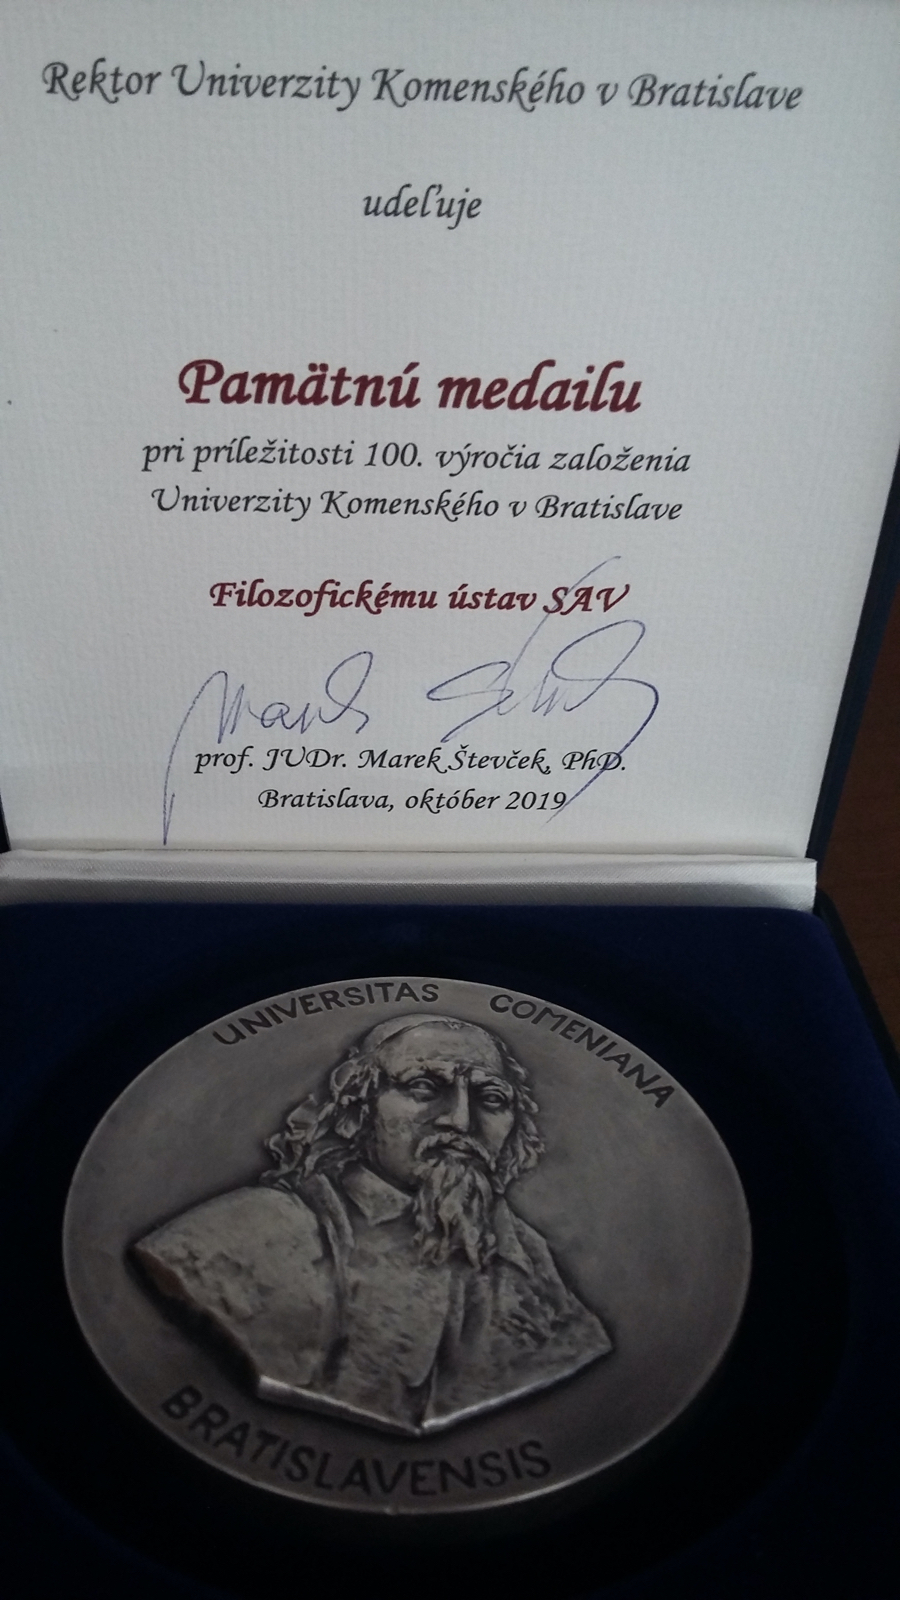 Rektor Univerzity Komenského v Bratislave
udeľuje
Pamätnú medailu
pri príležitosti 100. výročia založenia
Univerzity Komenského v Bratislave
Filozofickému ústav SAV
prof. JUDr. Marek Števček, PhD.
Bratislava, október 2019
UNIVERSITAS COMENIANA
BRATISLAVENSIS